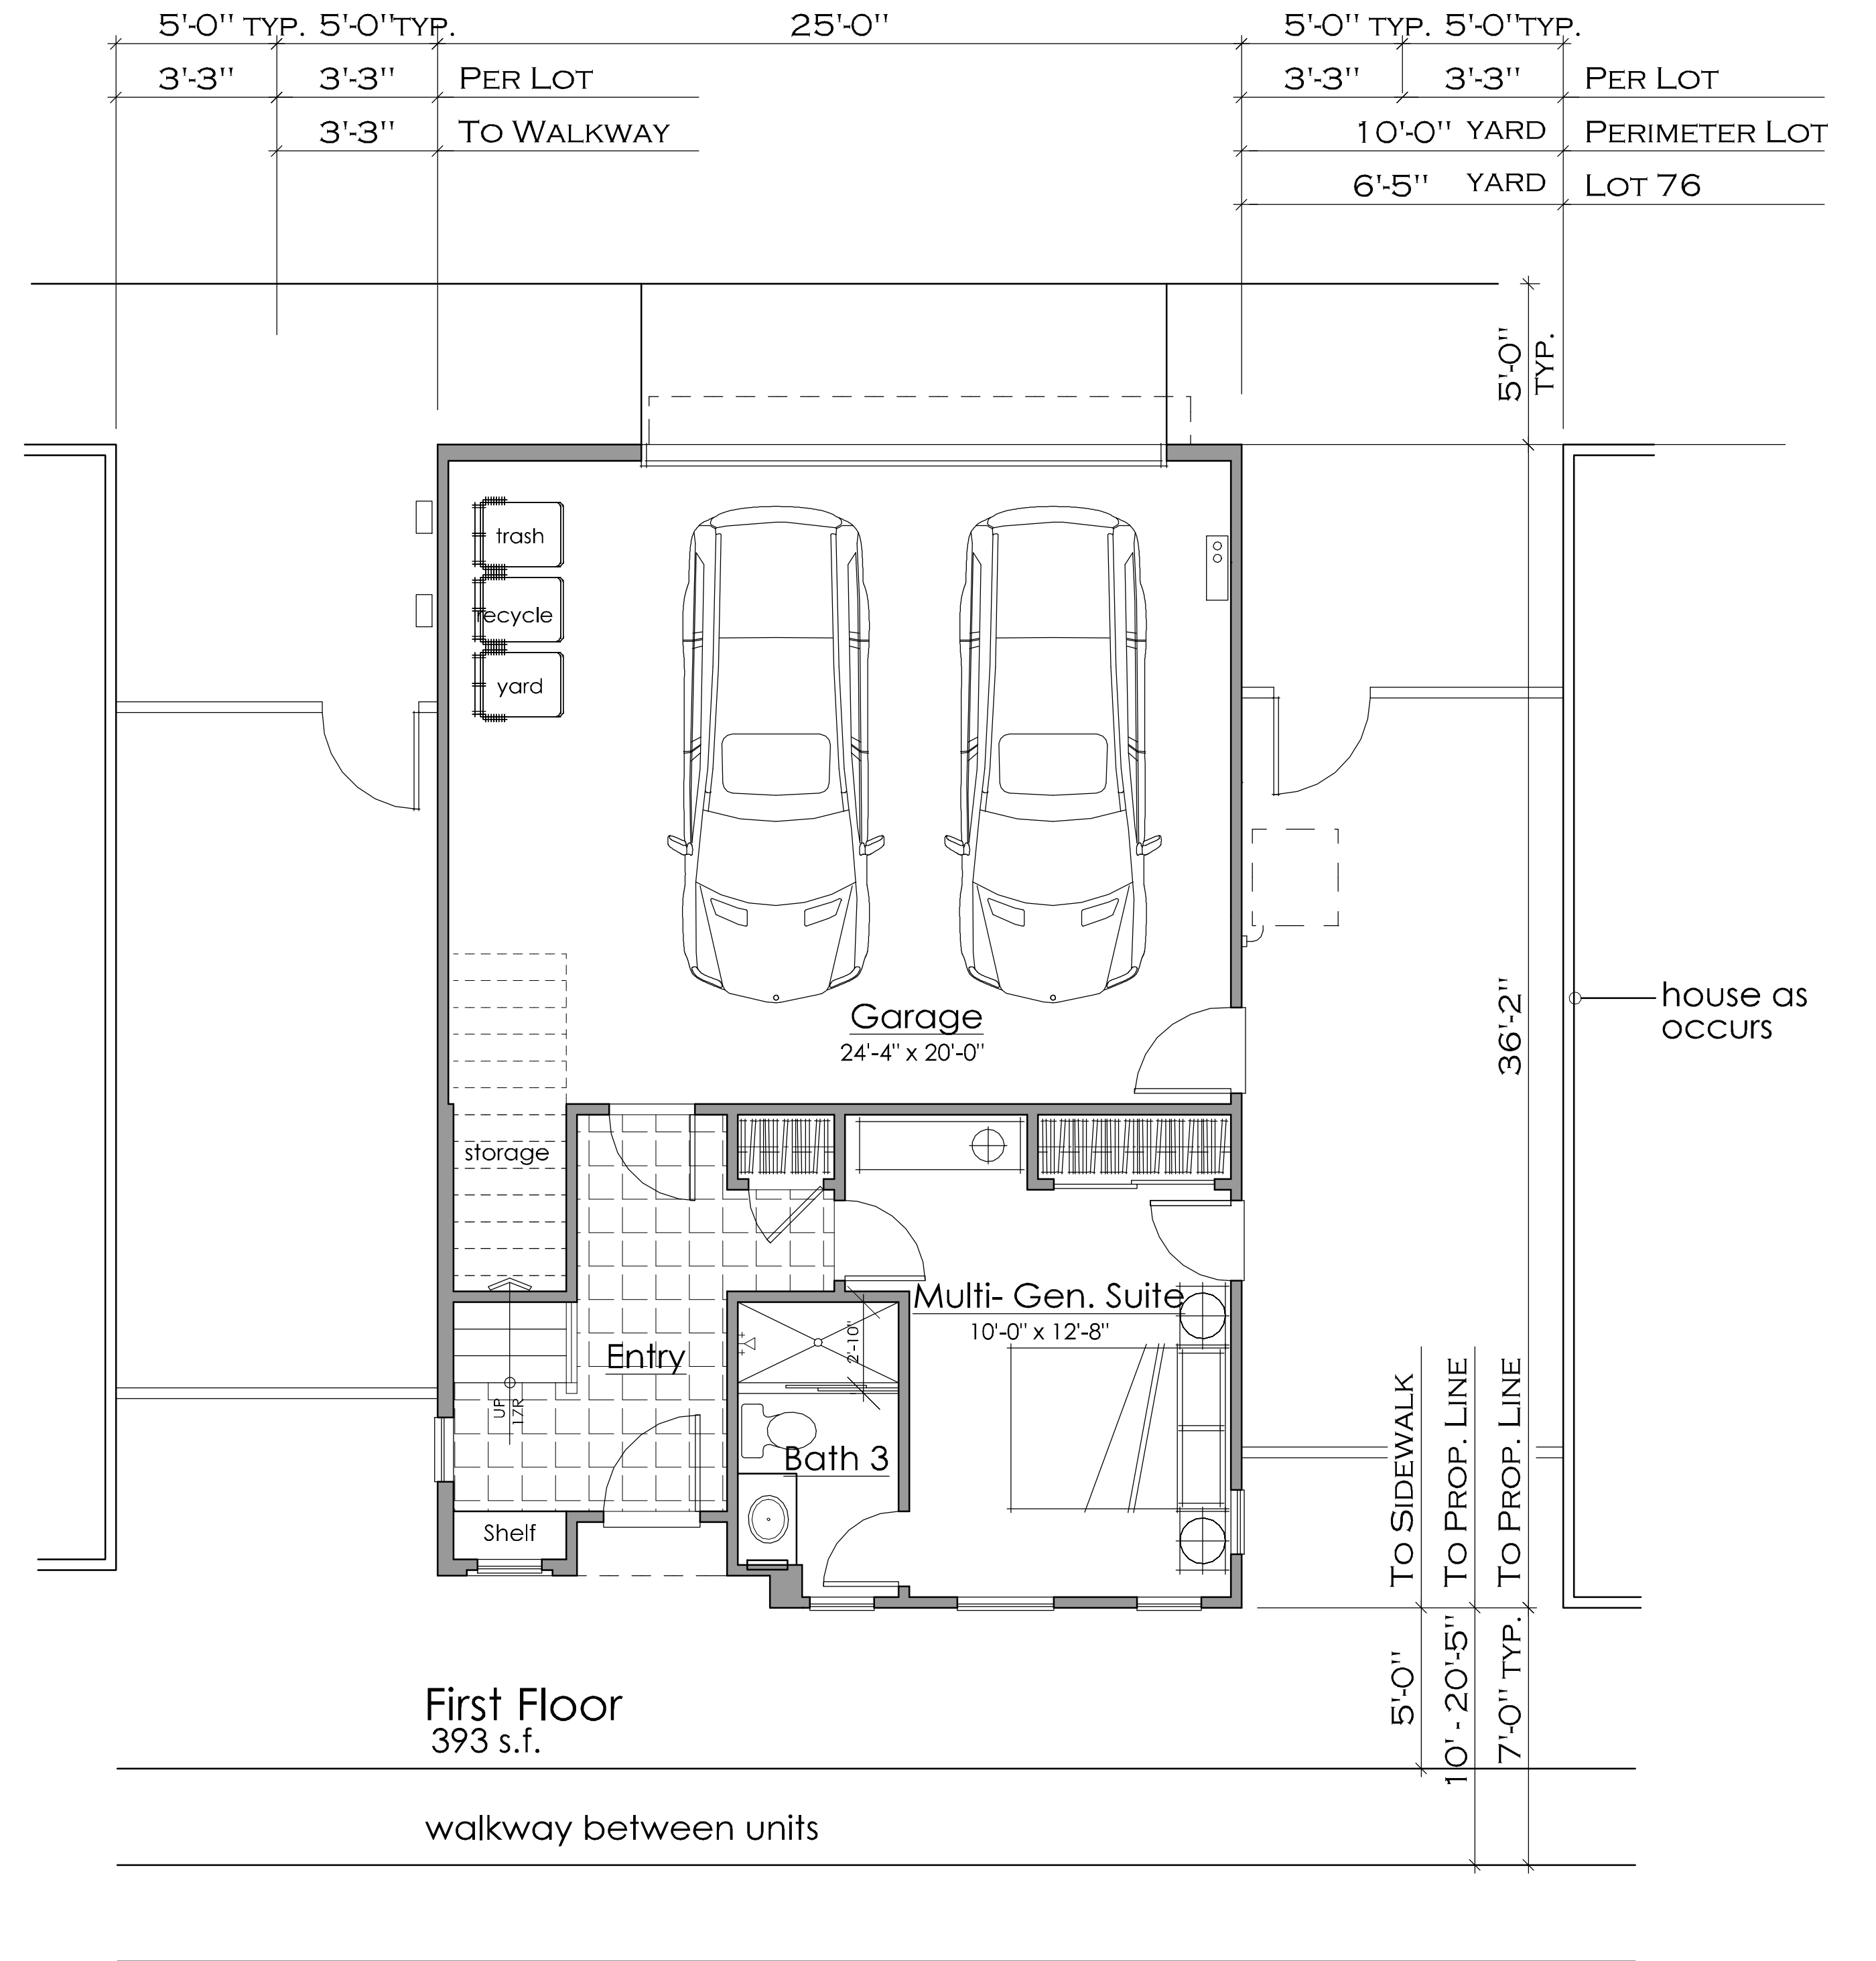 5'-0" TYP. 5'-0"TYP. 25'-0" 5'-0" TYP. 5'-0"TYP.
3'-3" 3'-3" PER LOT 3'-3" 3'-3" PER LOT
3'-3" TO WALKWAY 10'-0" YARD PERIMETER LOT
6'-5" YARD LOT 76
5'-0"
TYP.
trash
recycle
yard
36'-2"
house as
occurs
Garage
24'-4" x 20'-0"
storage
Multi- Gen. Suite
10'-0" x 12'-8"
2'-10"
Entry
UP
17R
Bath 3
Shelf
TO SIDEWALK
TO PROP. LINE
TO PROP. LINE
5'-0"
10' - 20'-5"
7'-0" TYP.
First Floor
393 s.f.
walkway between units